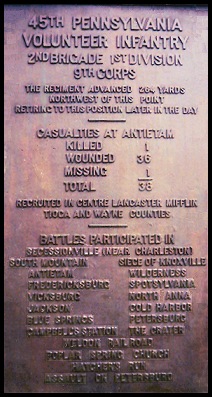 45TH PENNSYLVANIA
VOLUNTEER INFANTRY
2ND BRIGADE 1ST DIVISION
9TH CORPS
THE REGIMENT ADVANCED 264 YARDS
NORTHWEST OF THIS POINT
RETIRING TO THIS POSITION LATER IN THE DAY
CASUALTIES AT ANTIETAM
KILLED 1
WOUNDED 36
MISSING 1
TOTAL 38
RECRUITED IN CENTRE LANCASTER MIFFLIN
TIOGA AND WAYNE COUNTIES
BATTLES PARTICIPATED IN
SECESSIONVILLE (NEAR CHARLESTON)
SOUTH MOUNTAIN SIEGE OF KNOXVILLE
ANTIETAM WILDERNESS
FREDERICKSBURG SPOTSYLVANIA
VICKSBURG NORTH ANNA
JACKSON COLD HARBOR
BLUE SPRINGS PETERSBURG
CAMPBELL'S STATION THE CRATER
WELDON RAILROAD
POPLAR SPRING CHURCH
HATCHER'S RUN
ASSAULT ON PETERSBURG